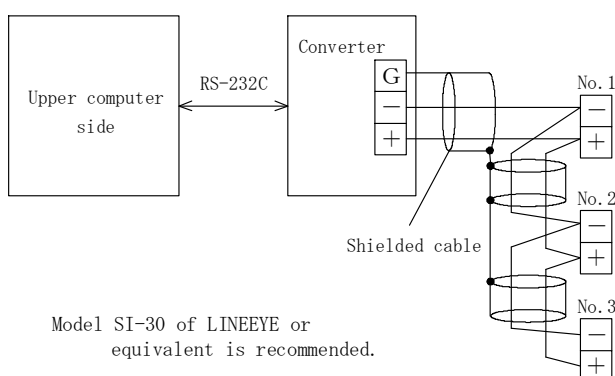 Upper computer
side
RS-232C
Converter
G
−
+
Shielded cable
No.1
−
+
No.2
−
+
No.3
−
+
Model SI-30 of LINEEYE or
equivalent is recommended.